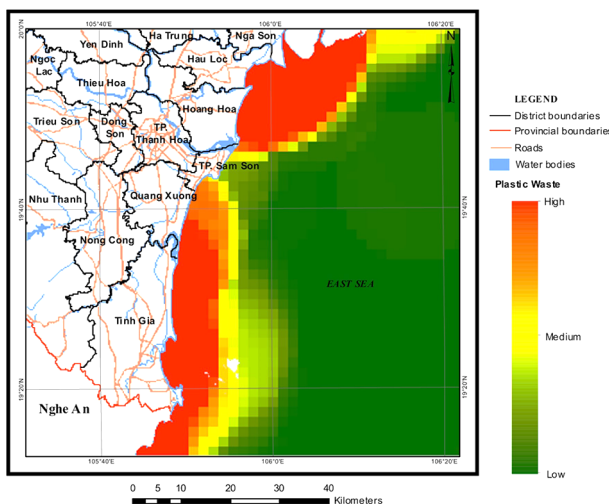 105°40'E 106°0'E 106°20'E
20°0'N
Ha Trung
Nga Son
N
Yen Dinh
Ngoc
Lac
Hau Loc
Thieu Hoa
Hoang Hoa
Trieu Son
Dong
Son
TP.
Thanh Hoa
TP. Sam Son
Nhu Thanh
Quang Xuong
19°40'N
19°40'N
Nong Cong
EAST SEA
Tinh Gia
19°20'N
19°20'N
Nghe An
105°40'E 106°0'E 106°20'E
0 5 10 20 30 40
Kilometers
LEGEND
District boundaries
Provincial boundaries
Roads
Water bodies
Plastic Waste
High
Medium
Low